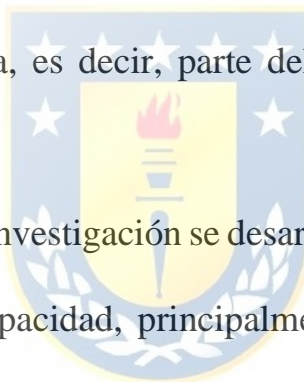 a, es decir, parte del
nvestigación se desar
pacidad, principalme